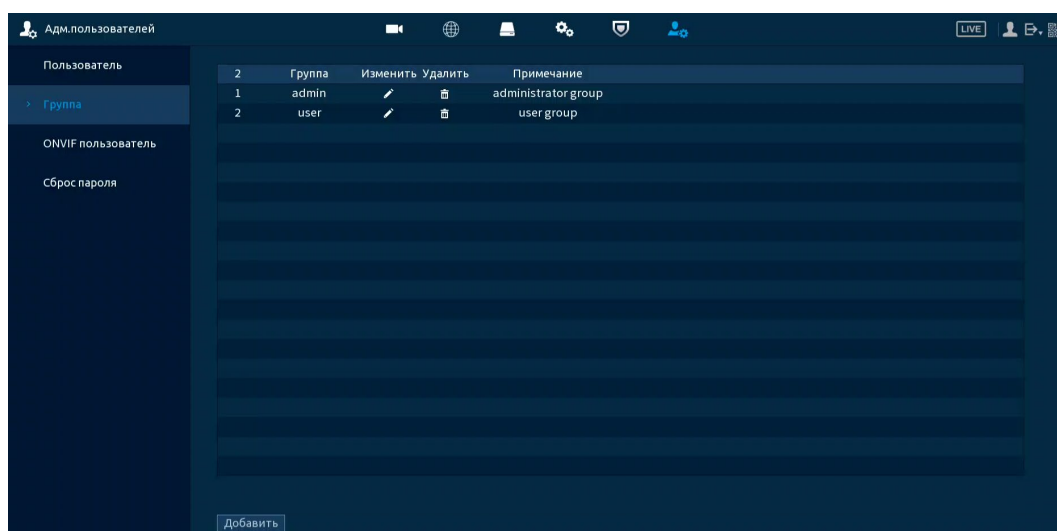 Адм.пользователей
LIVE
Пользователь
Группа
ONVIF пользователь
Сброс пароля
2 Группа Изменить Удалить Примечание
1 admin administrator group
2 user user group
Добавить